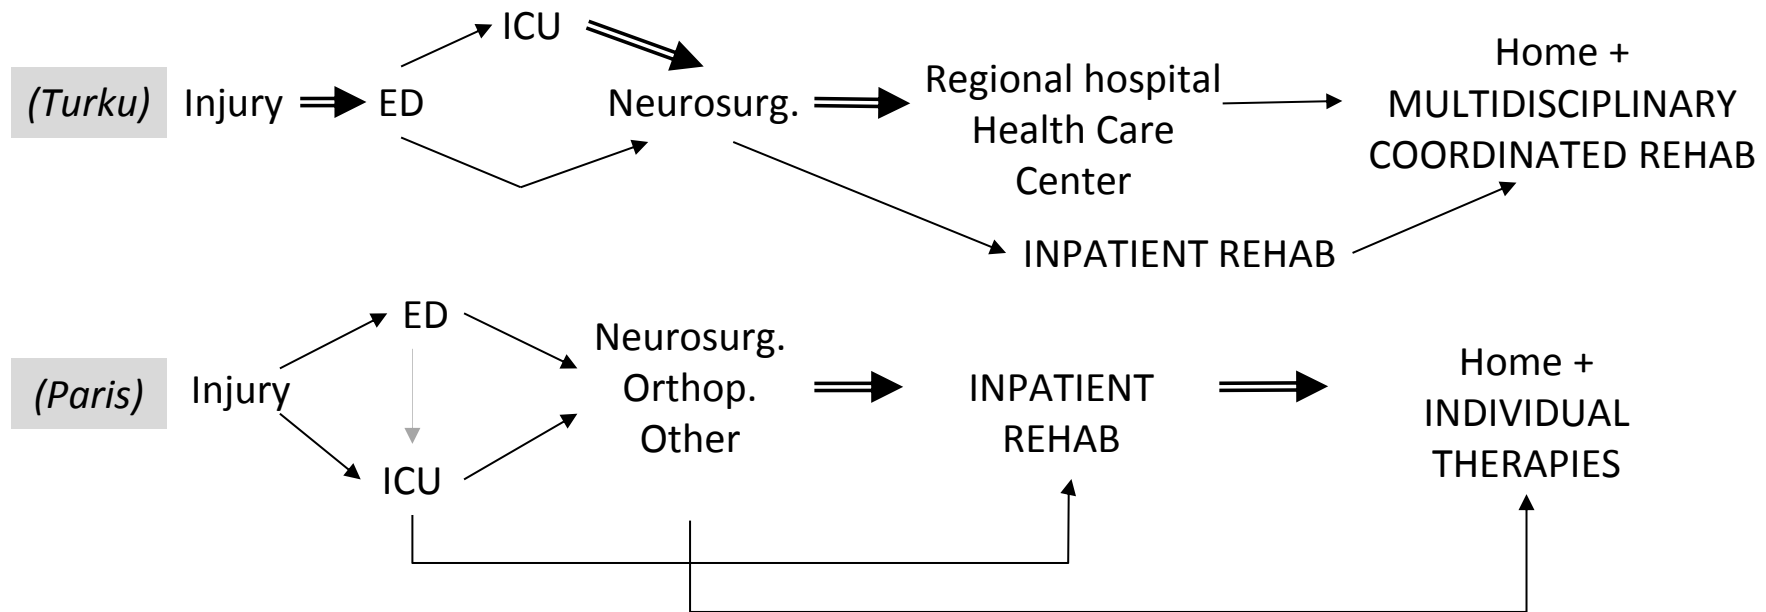 ICU
(Turku)
Injury
ED
Neurosurg.
Regional hospital
Health Care
Center
Home +
MULTIDISCIPLINARY
COORDINATED REHAB
INPATIENT REHAB
(Paris)
Injury
ED
ICU
Neurosurg.
Orthop.
Other
INPATIENT
REHAB
Home +
INDIVIDUAL
THERAPIES